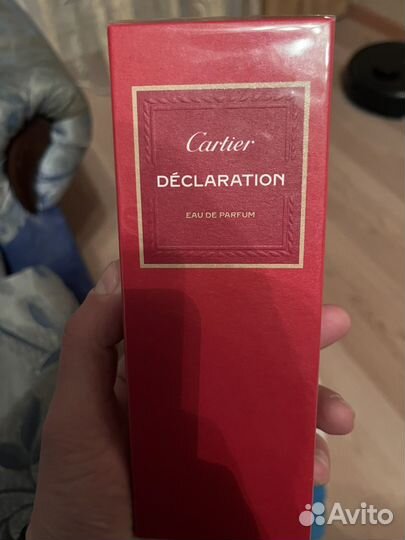 Cartier
DÉCLARATION
EAU DE PARFUM
Avito